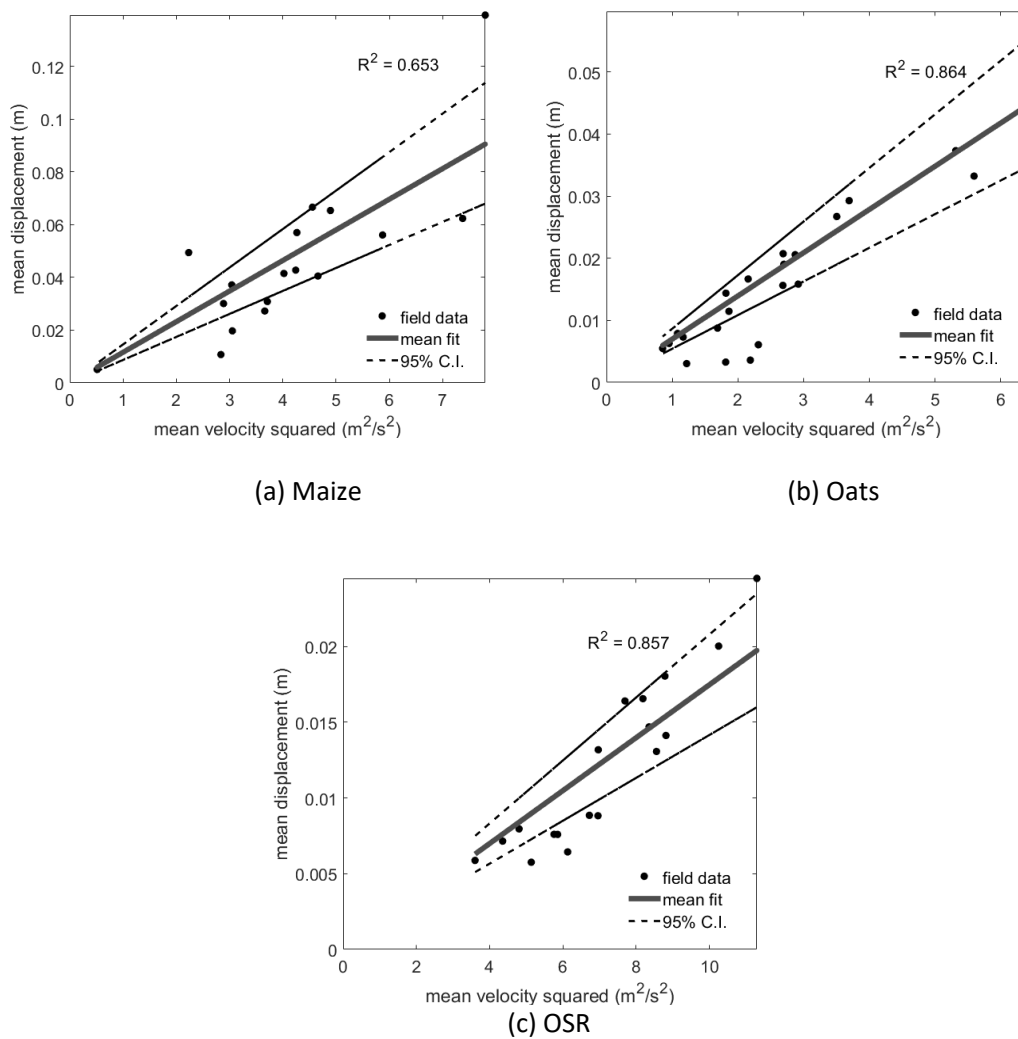 0.12
0.1
0.08
0.06
0.04
0.02
0
mean displacement (m)
R² = 0.653
field data
mean fit
95% C.I.
0 1 2 3 4 5 6 7
mean velocity squared (m²/s²)
(a) Maize
0.05
0.04
0.03
0.02
0.01
0
mean displacement (m)
R² = 0.864
field data
mean fit
95% C.I.
0 1 2 3 4 5 6
mean velocity squared (m²/s²)
(b) Oats
0.02
0.015
0.01
0.005
0
mean displacement (m)
R² = 0.857
field data
mean fit
95% C.I.
0 2 4 6 8 10
mean velocity squared (m²/s²)
(c) OSR